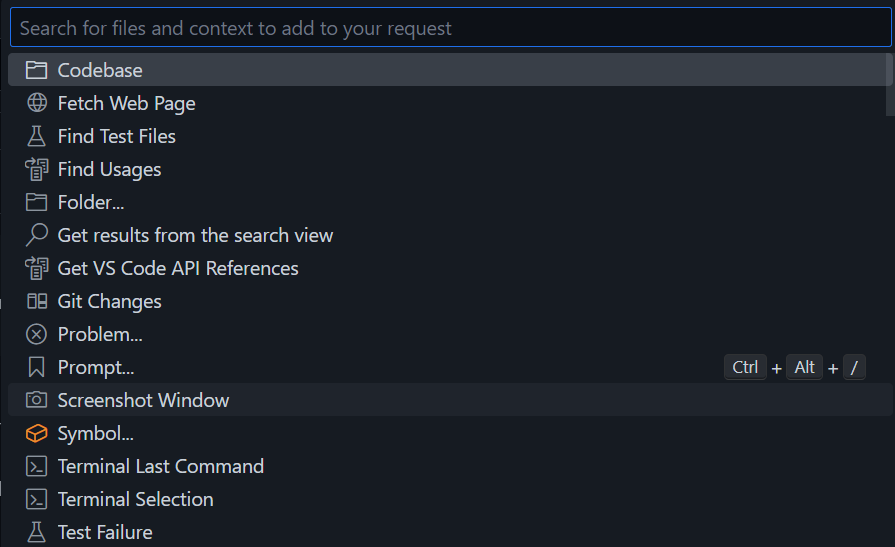 Search for files and context to add to your request
Codebase
Fetch Web Page
Find Test Files
Find Usages
Folder...
Get results from the search view
Get VS Code API References
Git Changes
Problem...
Prompt... Ctrl + Alt + /
Screenshot Window
Symbol...
Terminal Last Command
Terminal Selection
Test Failure